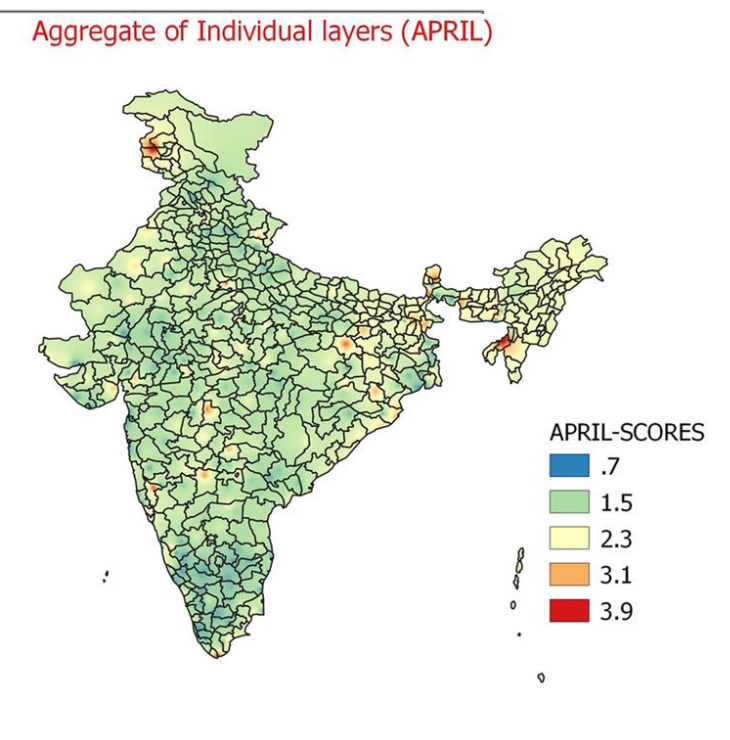 Aggregate of Individual layers (APRIL)
APRIL-SCORES
.7
1.5
2.3
3.1
3.9